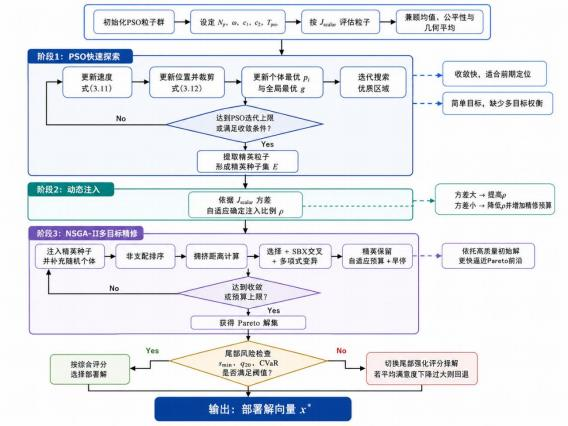 初始化PSO粒子群
设定 Nₚ, α, c₁, c₂, Tₚₛₒ
按 J_scalar 评估粒子
兼顾均值、公平性与
几何平均
阶段1:PSO快速探索
更新速度
式(3.11)
更新位置并裁剪
式(3.12)
更新个体最优 pᵢ
与全局最优 g
迭代搜索
优质区域
收敛快，适合前期定位
简单目标，缺少多目标权衡
No
达到PSO迭代上限
或满足收敛条件?
Yes
提取精英粒子
形成精英种子集 E
阶段2:动态注入
依据 J_scalar 方差
自适应确定注入比例 ρ
方差大 → 提高ρ
方差小 → 降低ρ并增加精修预算
阶段3:NSGA-II多目标精修
注入精英种子
并补充随机个体
非支配排序
拥挤距离计算
选择 + SBX交叉
+ 多项式变异
精英保留
自适应预算 + 早停
依托高质量初始解
更快逼近Pareto前沿
No
达到收敛
或预算上限?
Yes
获得 Pareto 解集
Yes
尾部风险检查
s_min, q20, CVaR
是否满足阈值?
No
按综合评分
选择部署解
切换尾部强化评分择解
若平均满意度下降过大则回退
输出:部署解向量 x*